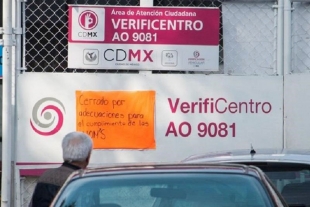 Área de Atención Ciudadana
VERIFICENTRO
AO 9081
CDMX
CDMX
Cerrado por
adecuaciones para
el cumplimiento de las
NOM'S
VerifiCentro
AO 9081